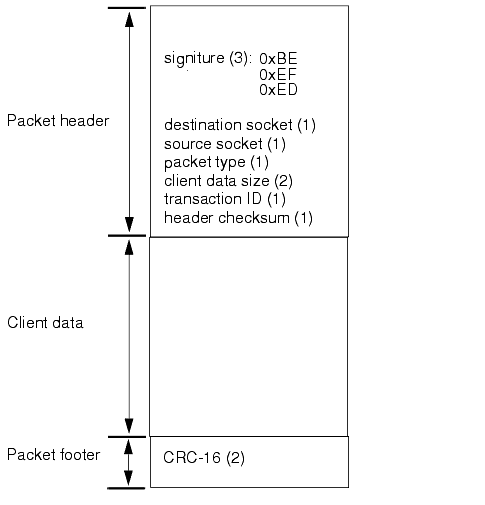 signiture (3): 0xBE
0xEF
0xED
Packet header
destination socket (1)
source socket (1)
packet type (1)
client data size (2)
transaction ID (1)
header checksum (1)
Client data
Packet footer
CRC-16 (2)